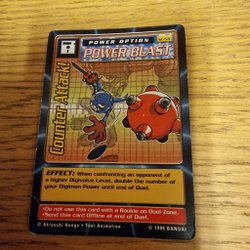 POWER OPTION
POWER BLAST
Counter Attack!
EFFECT: When confronting an opponent of
a higher Digivolve Level, double the number of
your Digimon Power until end of Duel.
•Do not use this card with a Rookie on Duel Zone.
•Send this card Offline at end of Duel.
© Akiyoshi Hongo • Toei Animation
© 1999 BANDAI